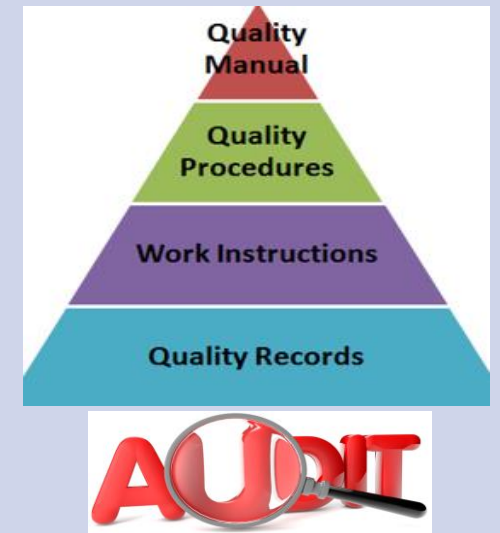 Quality
Manual
Quality
Procedures
Work Instructions
Quality Records
AUDIT